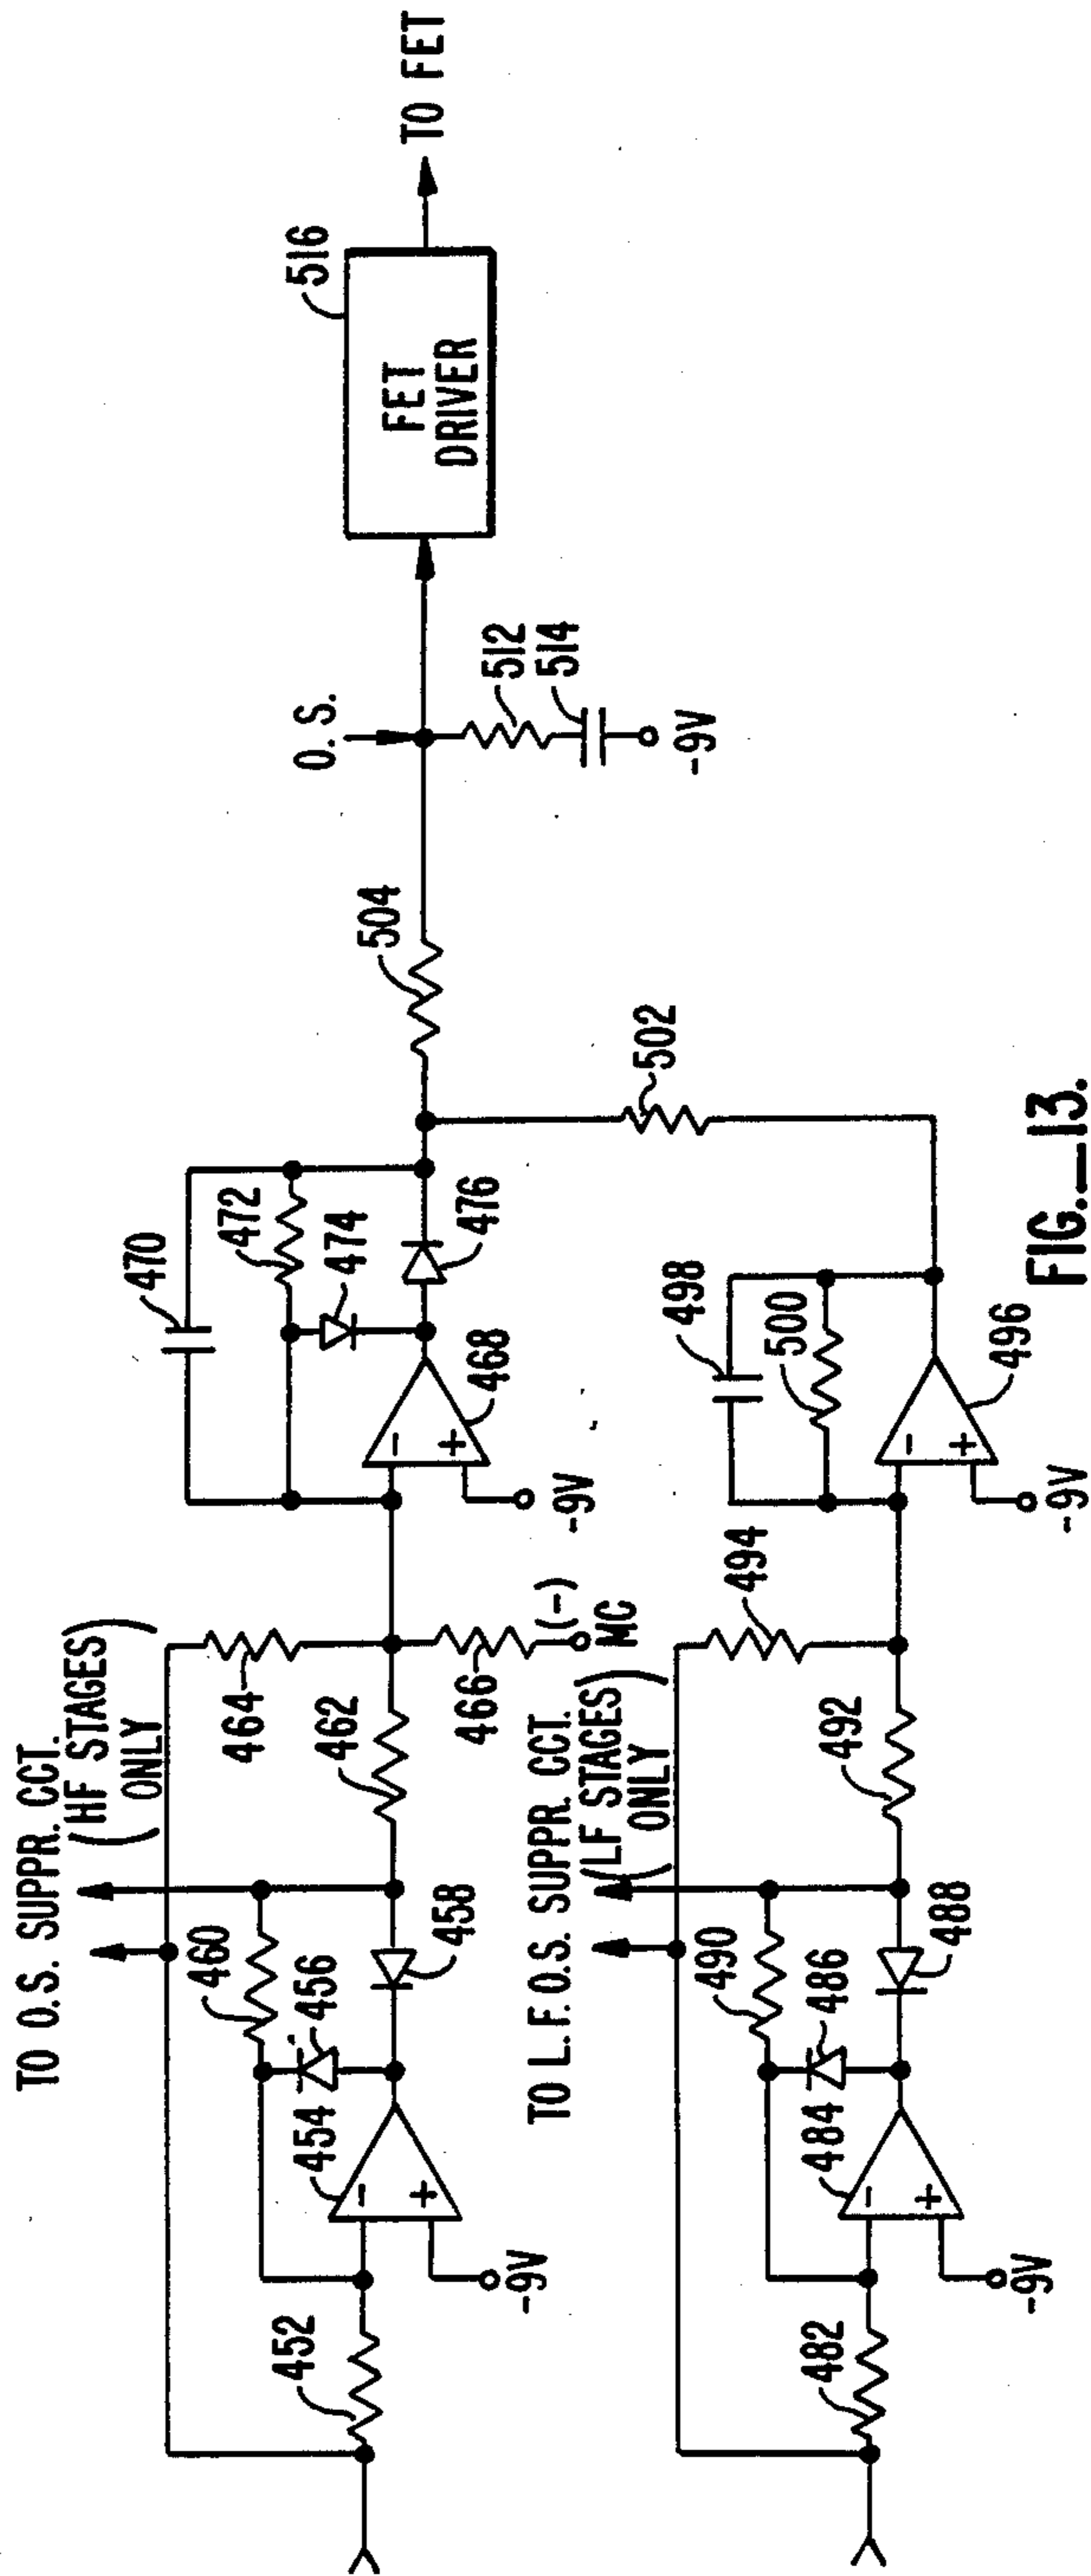 TO O.S. SUPPR. CCT.
(HF STAGES
ONLY)
460
456
454
452
-9V
458
464
462
466
(-)
MC
470
472
474
476
468
-9V
504
O.S.
512
514
-9V
516
FET
DRIVER
TO FET
TO L.F.O.S. SUPPR. CCT.
(LF STAGES
ONLY)
490
486
484
482
-9V
488
494
492
498
500
496
-9V
502
FIG._13.